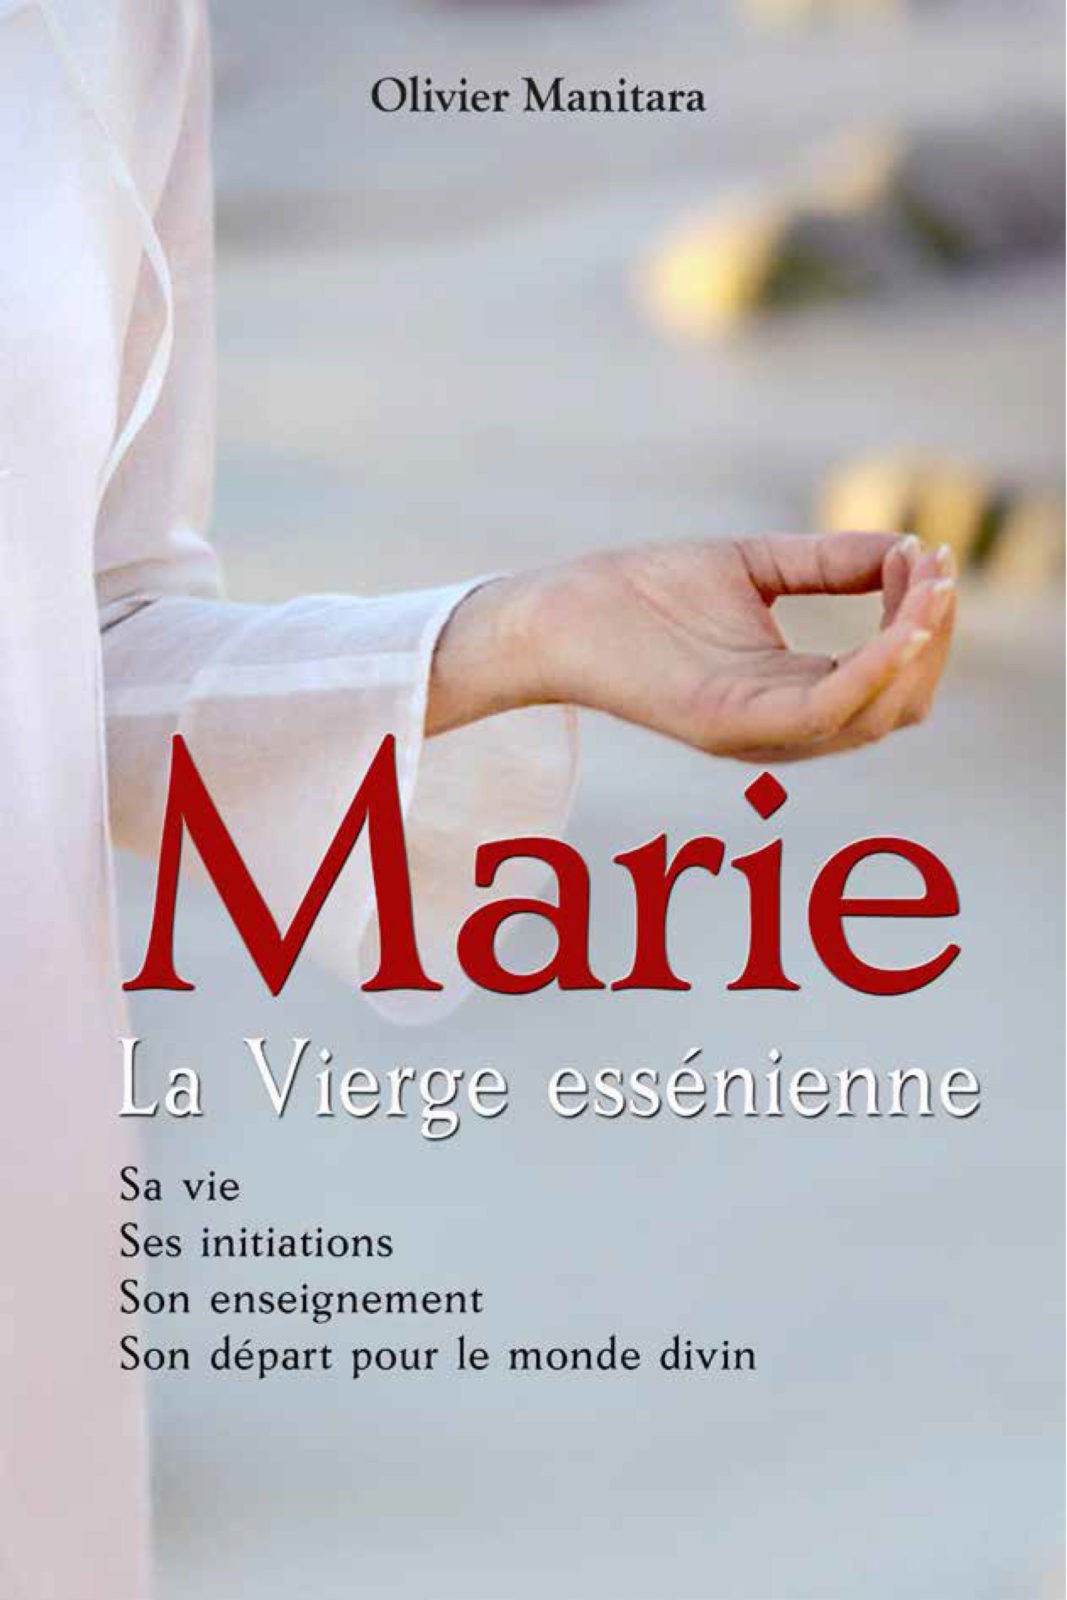 Olivier Manitara
Marie
La Vierge essénienne
Sa vie
Ses initiations
Son enseignement
Son départ pour le monde divin